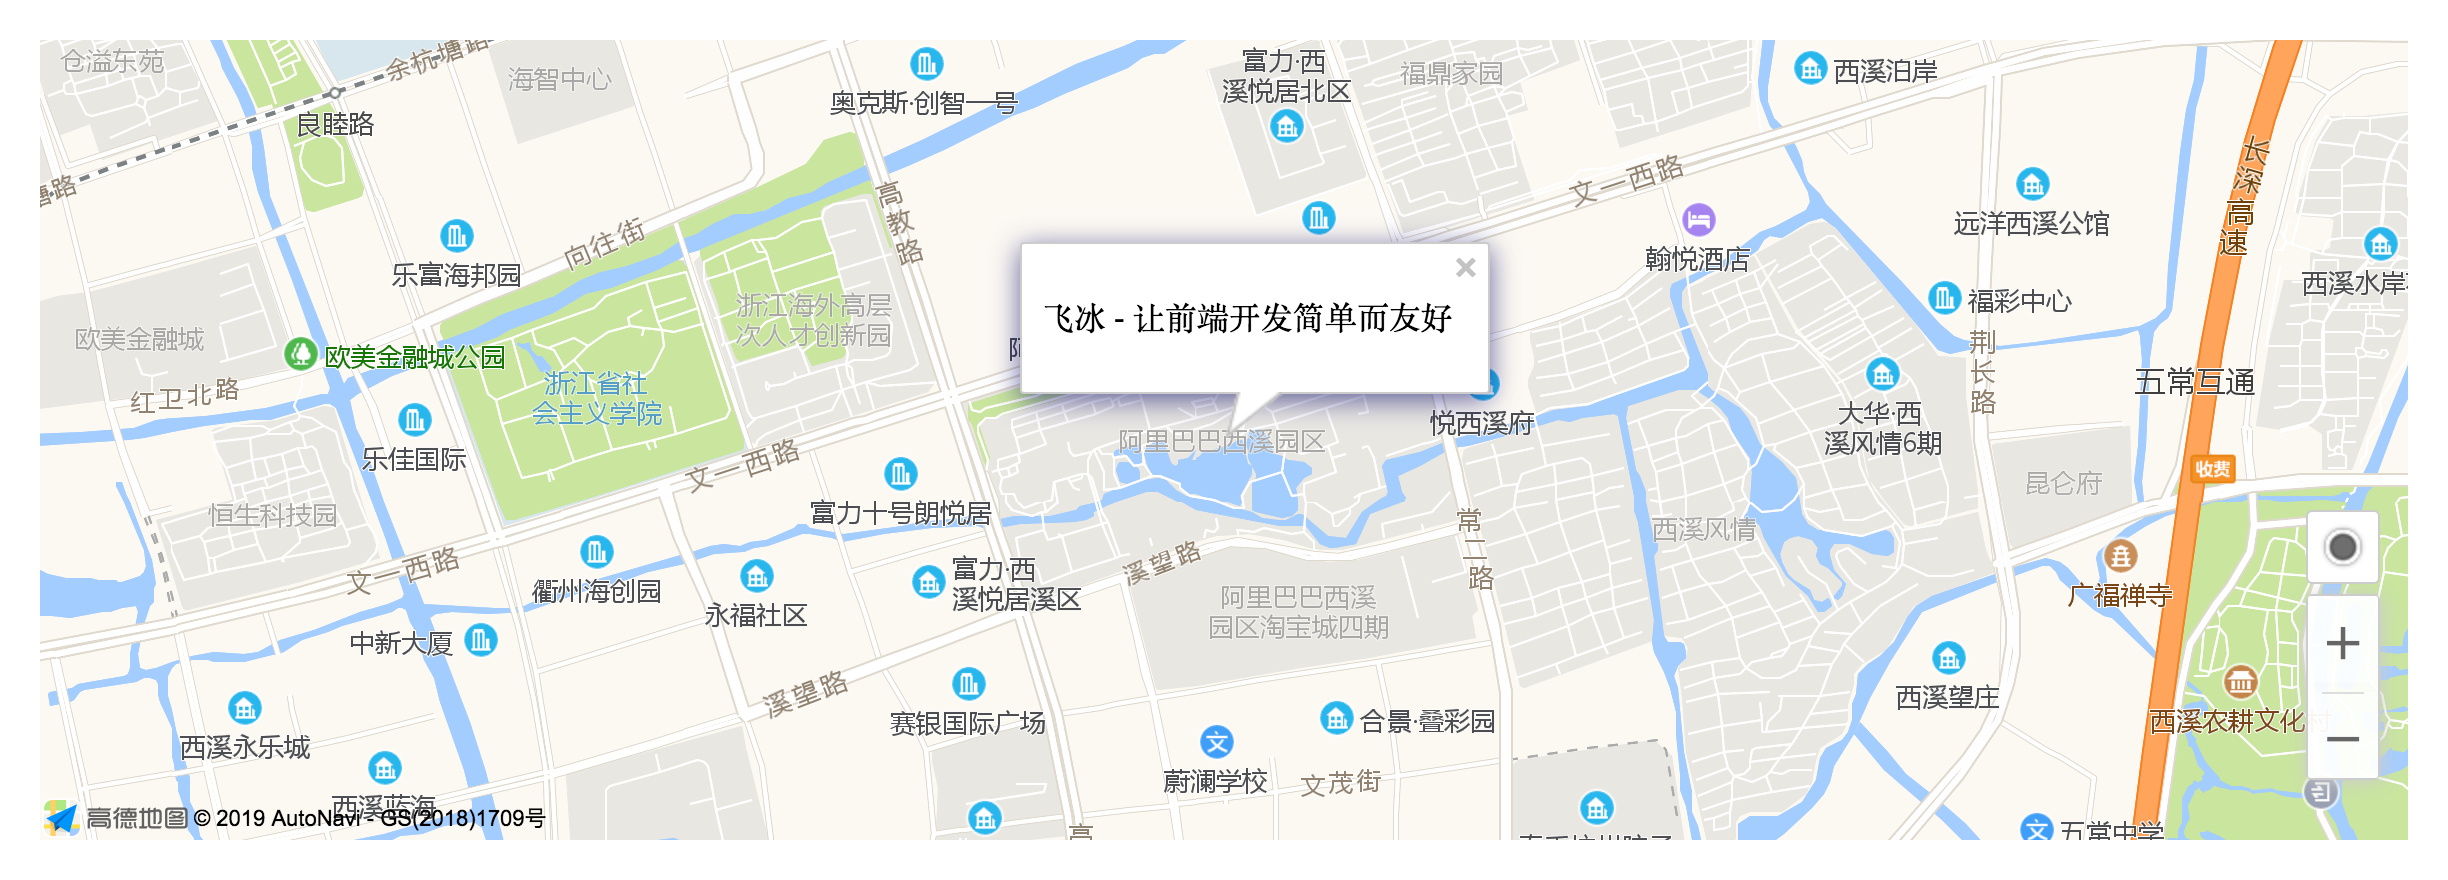 仓溢东苑
余杭塘路
海智中心
奥克斯·创智一号
富力·西
溪悦居北区
福鼎家园
西溪泊岸
良睦路
塘路
文一西路
长深高速
高教路
向往街
乐富海邦园
翰悦酒店
远洋西溪公馆
西溪水岸
福彩中心
浙江海外高层
次人才创新园
飞冰 - 让前端开发简单而友好
×
欧美金融城
欧美金融城公园
红卫北路
浙江省社
会主义学院
荆长路
五常互通
大华·西
溪风情6期
悦西溪府
阿里巴巴西溪园区
乐佳国际
文一西路
收费
昆仑府
恒生科技园
富力十号朗悦居
西溪风情
常二路
文一西路
衢州海创园
永福社区
富力·西
溪悦居溪区
溪望路
阿里巴巴西溪
园区淘宝城四期
广福禅寺
中新大厦
溪望路
西溪望庄
西溪农耕文化村
赛银国际广场
合景·叠彩园
西溪永乐城
蔚澜学校
文茂街
西溪蓝海
高德地图 © 2019 AutoNavi - GS(2018)1709号
高
五常中学